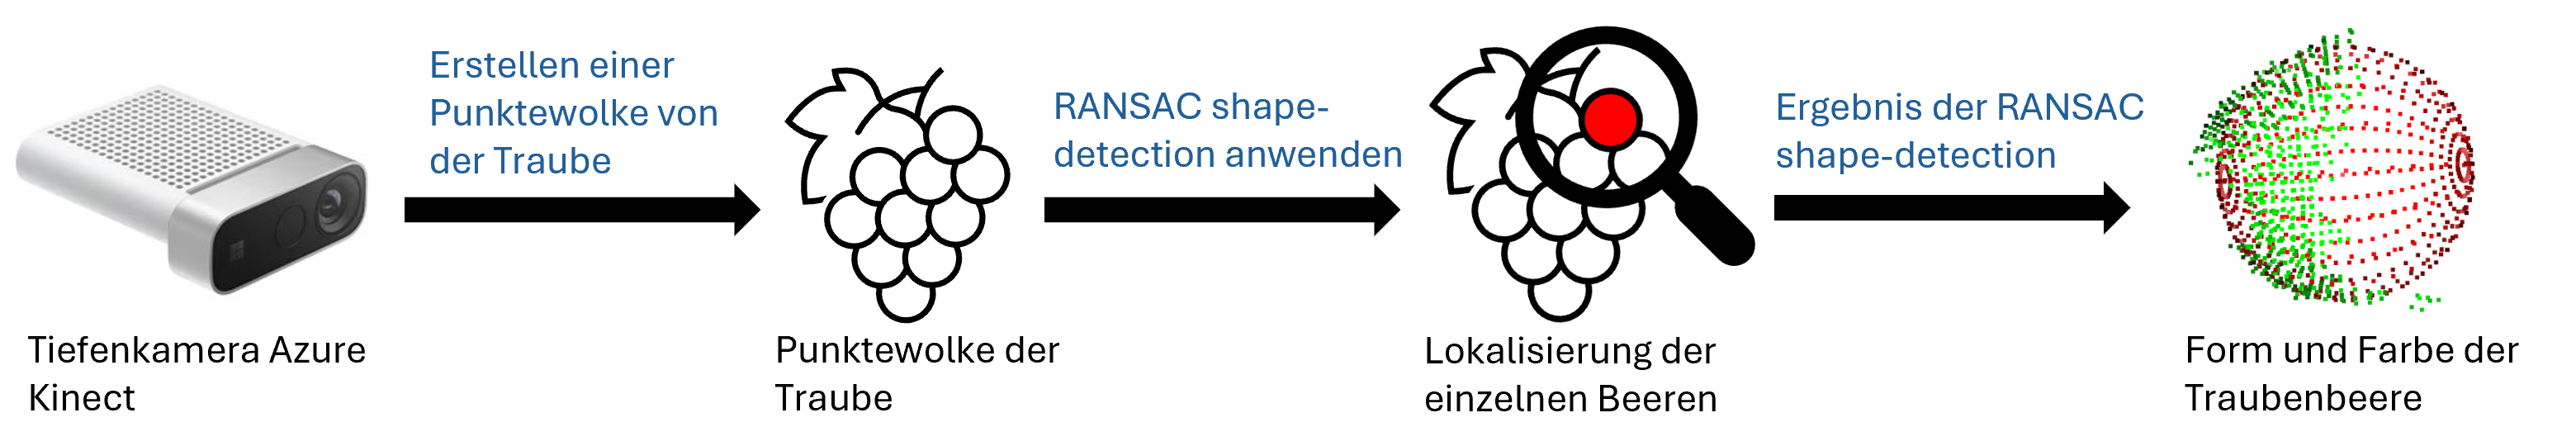 Erstellen einer
Punktewolke von
der Traube
RANSAC shape-
detection anwenden
Ergebnis der RANSAC
shape-detection
Tiefenkamera Azure
Kinect
Punktewolke der
Traube
Lokalisierung der
einzelnen Beeren
Form und Farbe der
Traubenbeere